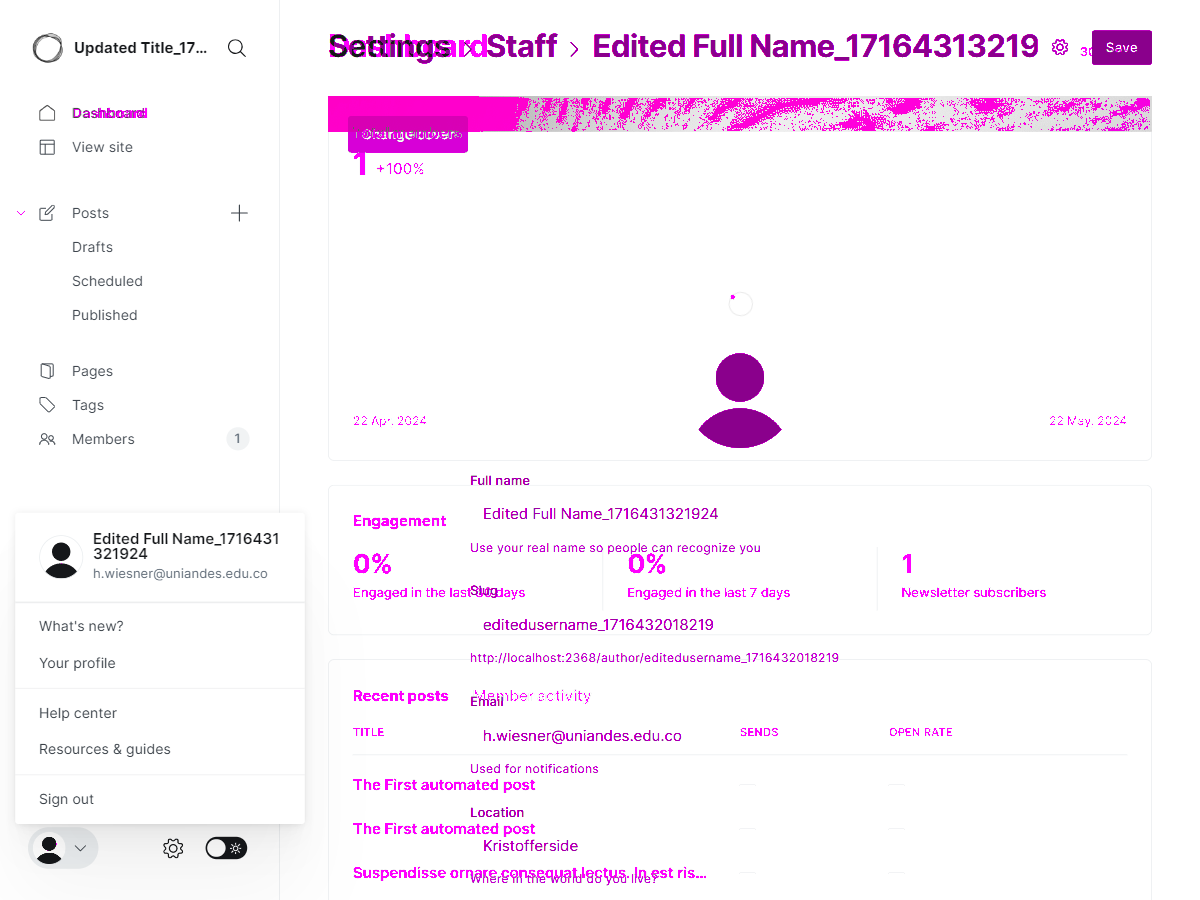 Updated Title_17...
Dashboard
View site
Posts
Drafts
Scheduled
Published
Pages
Tags
Members
1
Edited Full Name_1716431
321924
h.wiesner@uniandes.edu.co
What's new?
Your profile
Help center
Resources & guides
Sign out
Settings
Dashboard
Staff
Edited Full Name_17164313219
Save
1
+100%
22 Apr, 2024
22 May, 2024
Full name
Edited Full Name_1716431321924
Use your real name so people can recognize you
Engagement
0%
Engaged in the last 30 days
0%
Engaged in the last 7 days
1
Newsletter subscribers
Slug
editedusername_1716432018219
http://localhost:2368/author/editedusername_1716432018219
Recent posts
Member activity
Email
TITLE
SENDS
OPEN RATE
h.wiesner@uniandes.edu.co
Used for notifications
The First automated post
Location
The First automated post
Kristofferside
Suspendisse ornare consequat lectus. In est ris...
Where in the world do you live?